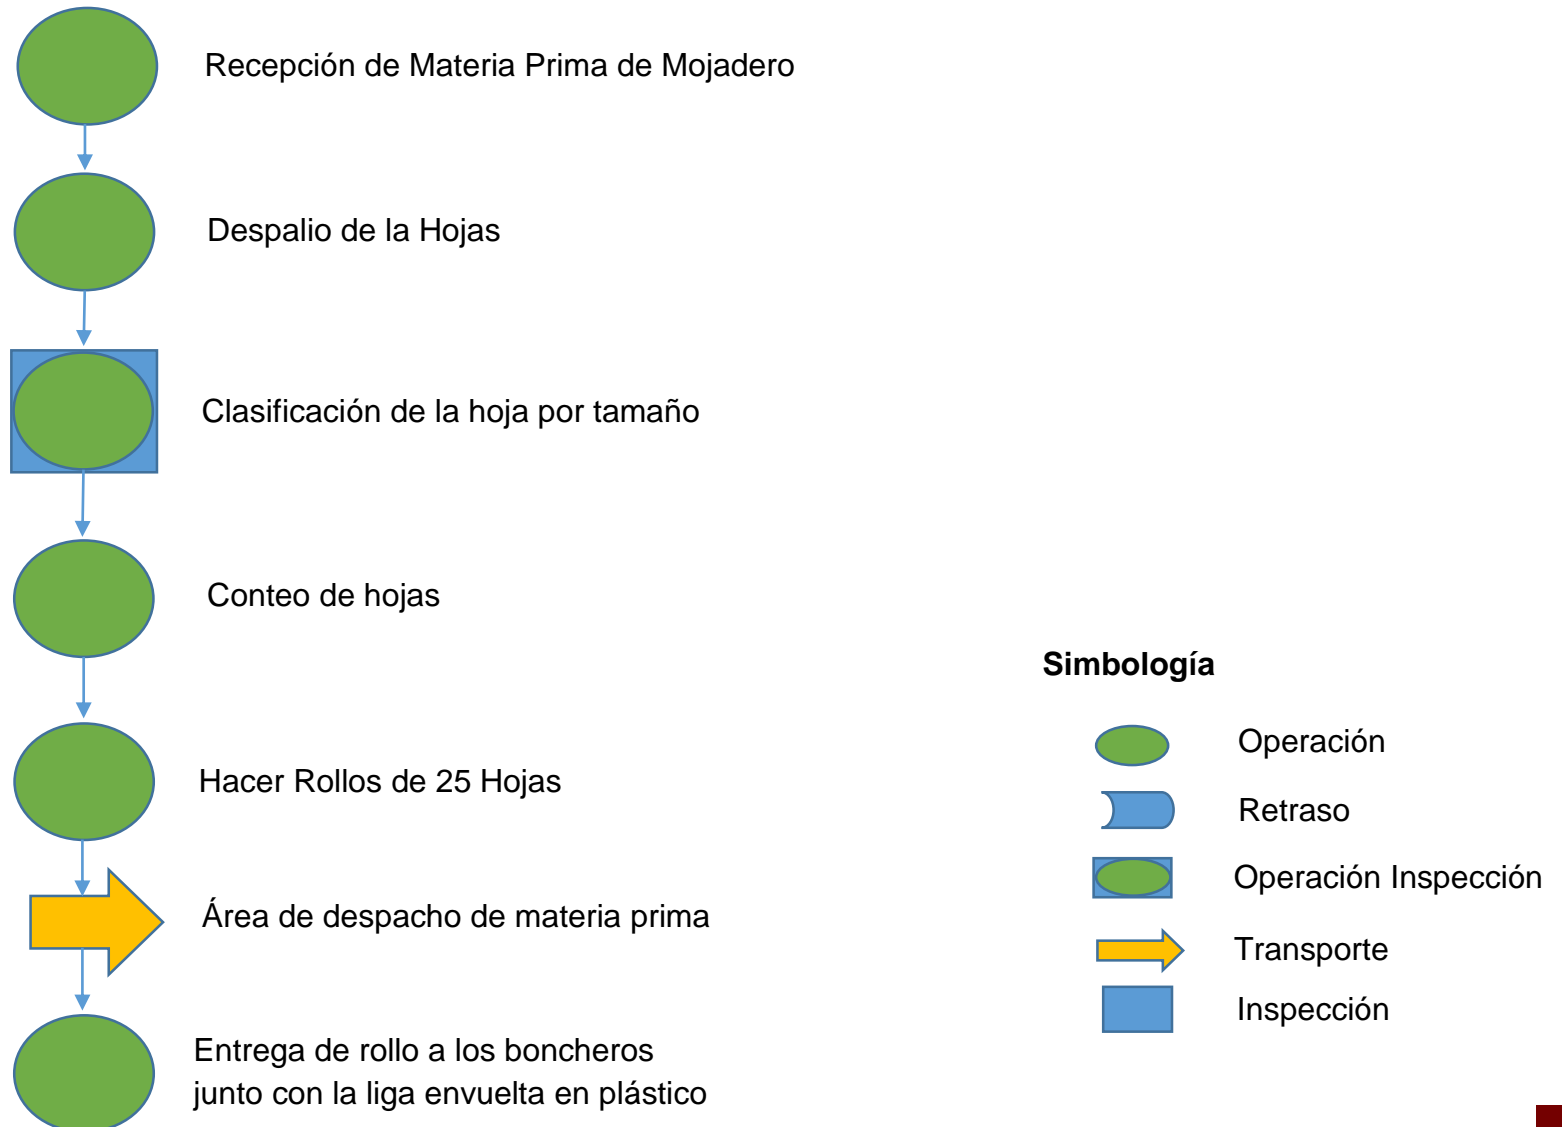 Recepción de Materia Prima de Mojadero
Despalio de la Hojas
Clasificación de la hoja por tamaño
Conteo de hojas
Hacer Rollos de 25 Hojas
Área de despacho de materia prima
Entrega de rollo a los boncheros
junto con la liga envuelta en plástico
Simbología
Operación
Retraso
Operación Inspección
Transporte
Inspección